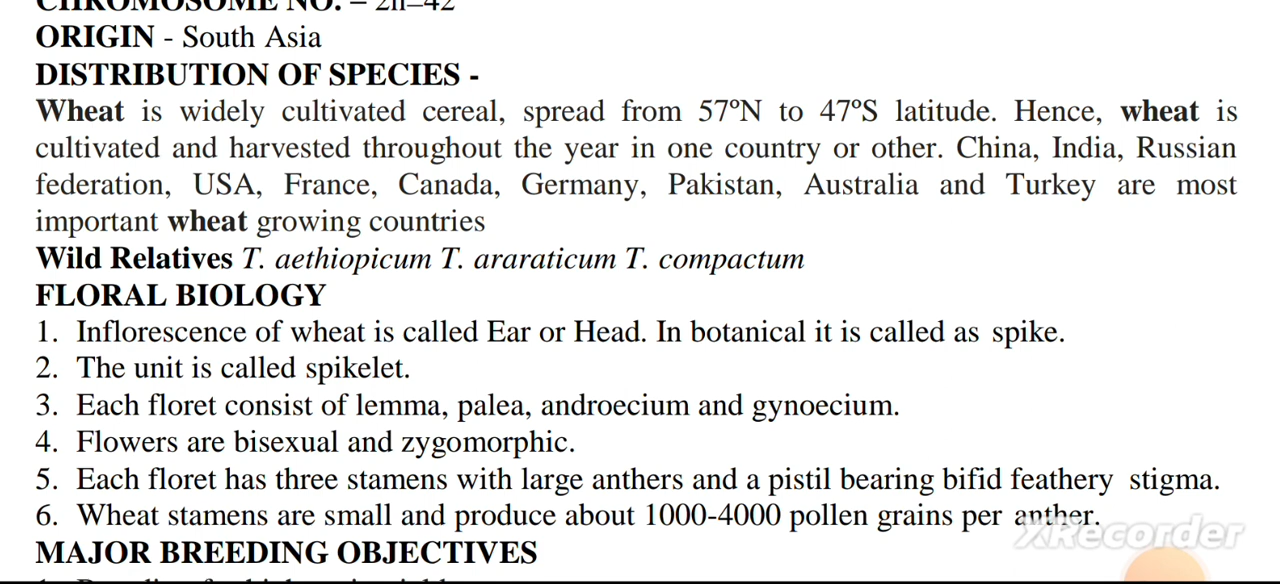 CHROMOSOME NO. – 2n=42
ORIGIN - South Asia
DISTRIBUTION OF SPECIES -
Wheat is widely cultivated cereal, spread from 57ºN to 47ºS latitude. Hence, wheat is
cultivated and harvested throughout the year in one country or other. China, India, Russian
federation, USA, France, Canada, Germany, Pakistan, Australia and Turkey are most
important wheat growing countries
Wild Relatives T. aethiopicum T. araraticum T. compactum
FLORAL BIOLOGY
1. Inflorescence of wheat is called Ear or Head. In botanical it is called as spike.
2. The unit is called spikelet.
3. Each floret consist of lemma, palea, androecium and gynoecium.
4. Flowers are bisexual and zygomorphic.
5. Each floret has three stamens with large anthers and a pistil bearing bifid feathery stigma.
6. Wheat stamens are small and produce about 1000-4000 pollen grains per anther.
XRecorder
MAJOR BREEDING OBJECTIVES